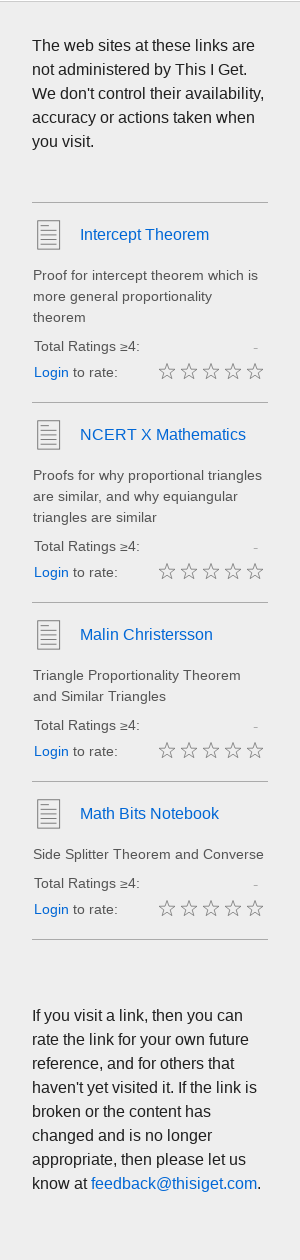 The web sites at these links are
not administered by This I Get.
We don't control their availability,
accuracy or actions taken when
you visit.
Intercept Theorem
Proof for intercept theorem which is
more general proportionality
theorem
Total Ratings ≥4: -
Login to rate:
NCERT X Mathematics
Proofs for why proportional triangles
are similar, and why equiangular
triangles are similar
Total Ratings ≥4: -
Login to rate:
Malin Christersson
Triangle Proportionality Theorem
and Similar Triangles
Total Ratings ≥4: -
Login to rate:
Math Bits Notebook
Side Splitter Theorem and Converse
Total Ratings ≥4: -
Login to rate:
If you visit a link, then you can
rate the link for your own future
reference, and for others that
haven't yet visited it. If the link is
broken or the content has
changed and is no longer
appropriate, then please let us
know at feedback@thisiget.com.